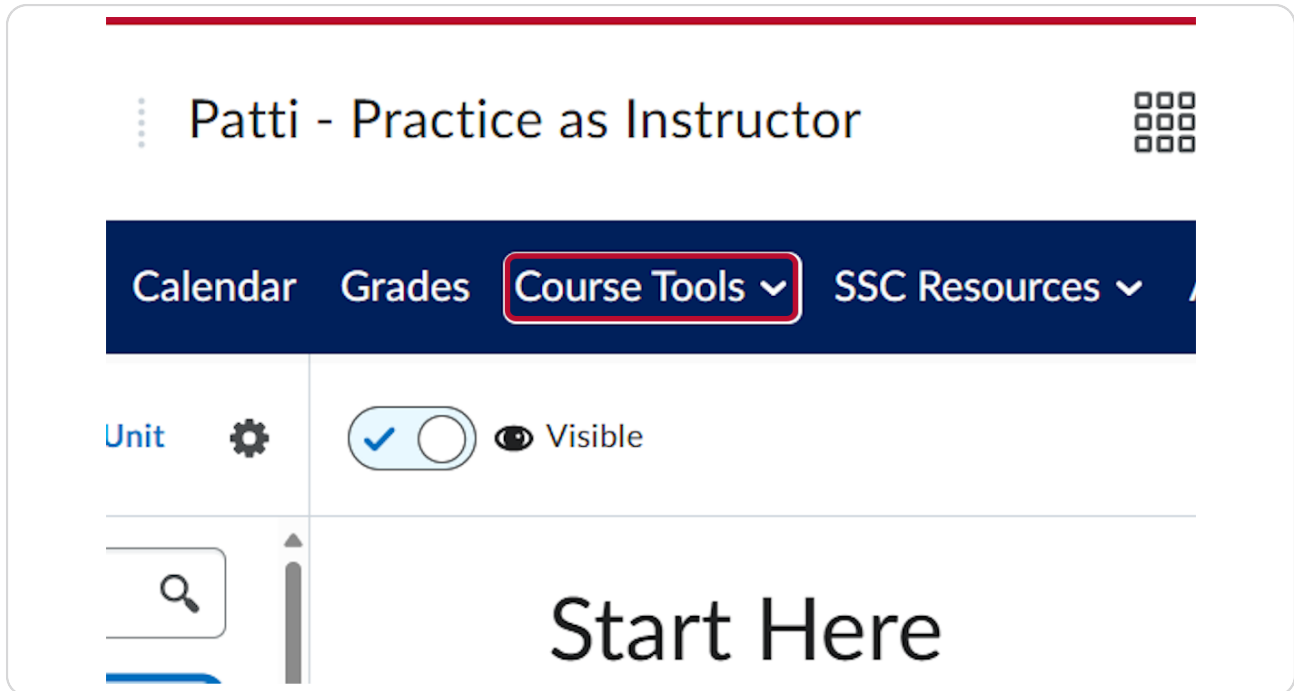 Patti - Practice as Instructor
Calendar Grades Course Tools SSC Resources
Unit
Visible
Start Here